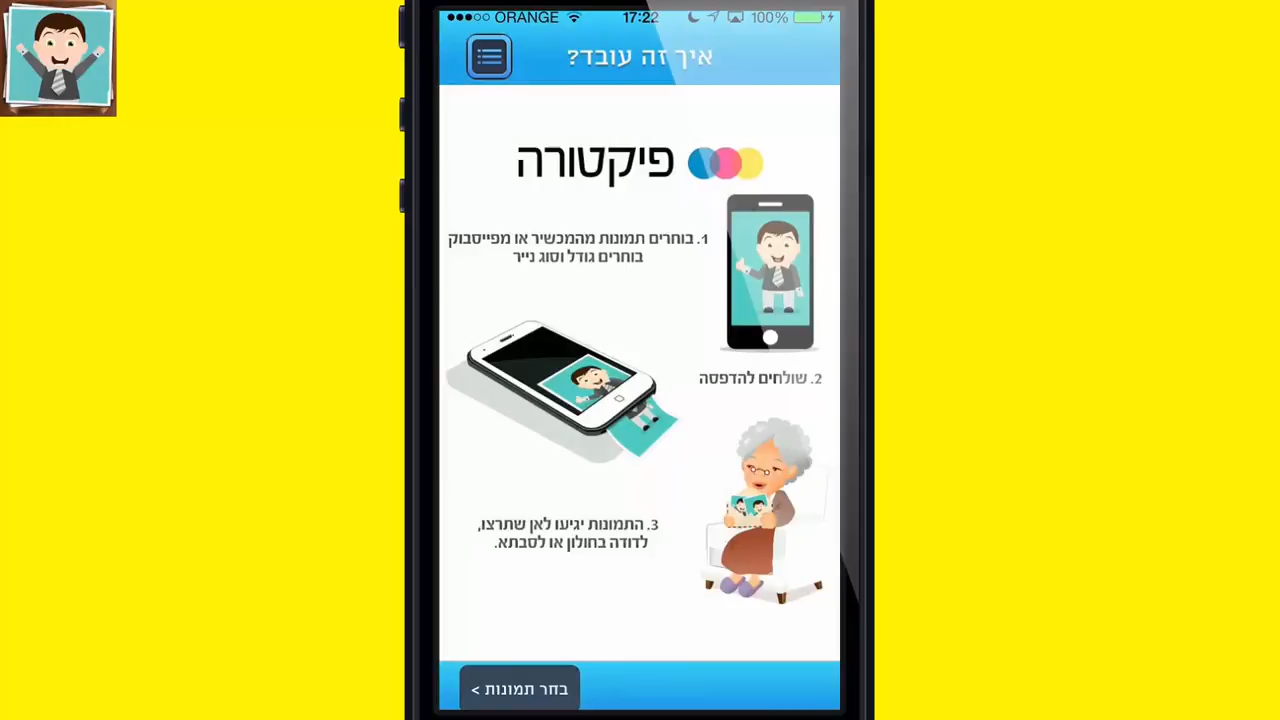 ●●●○○ ORANGE 17:22 100%
איך זה עובד?
פיקטורה
1. בוחרים תמונות מהמכשיר או מפייסבוק
בוחרים גודל וסוג נייר
2. שולחים להדפסה
3. התמונות יגיעו לאן שתרצו,
לדודה בחולון או לסבתא.
בחר תמונות >